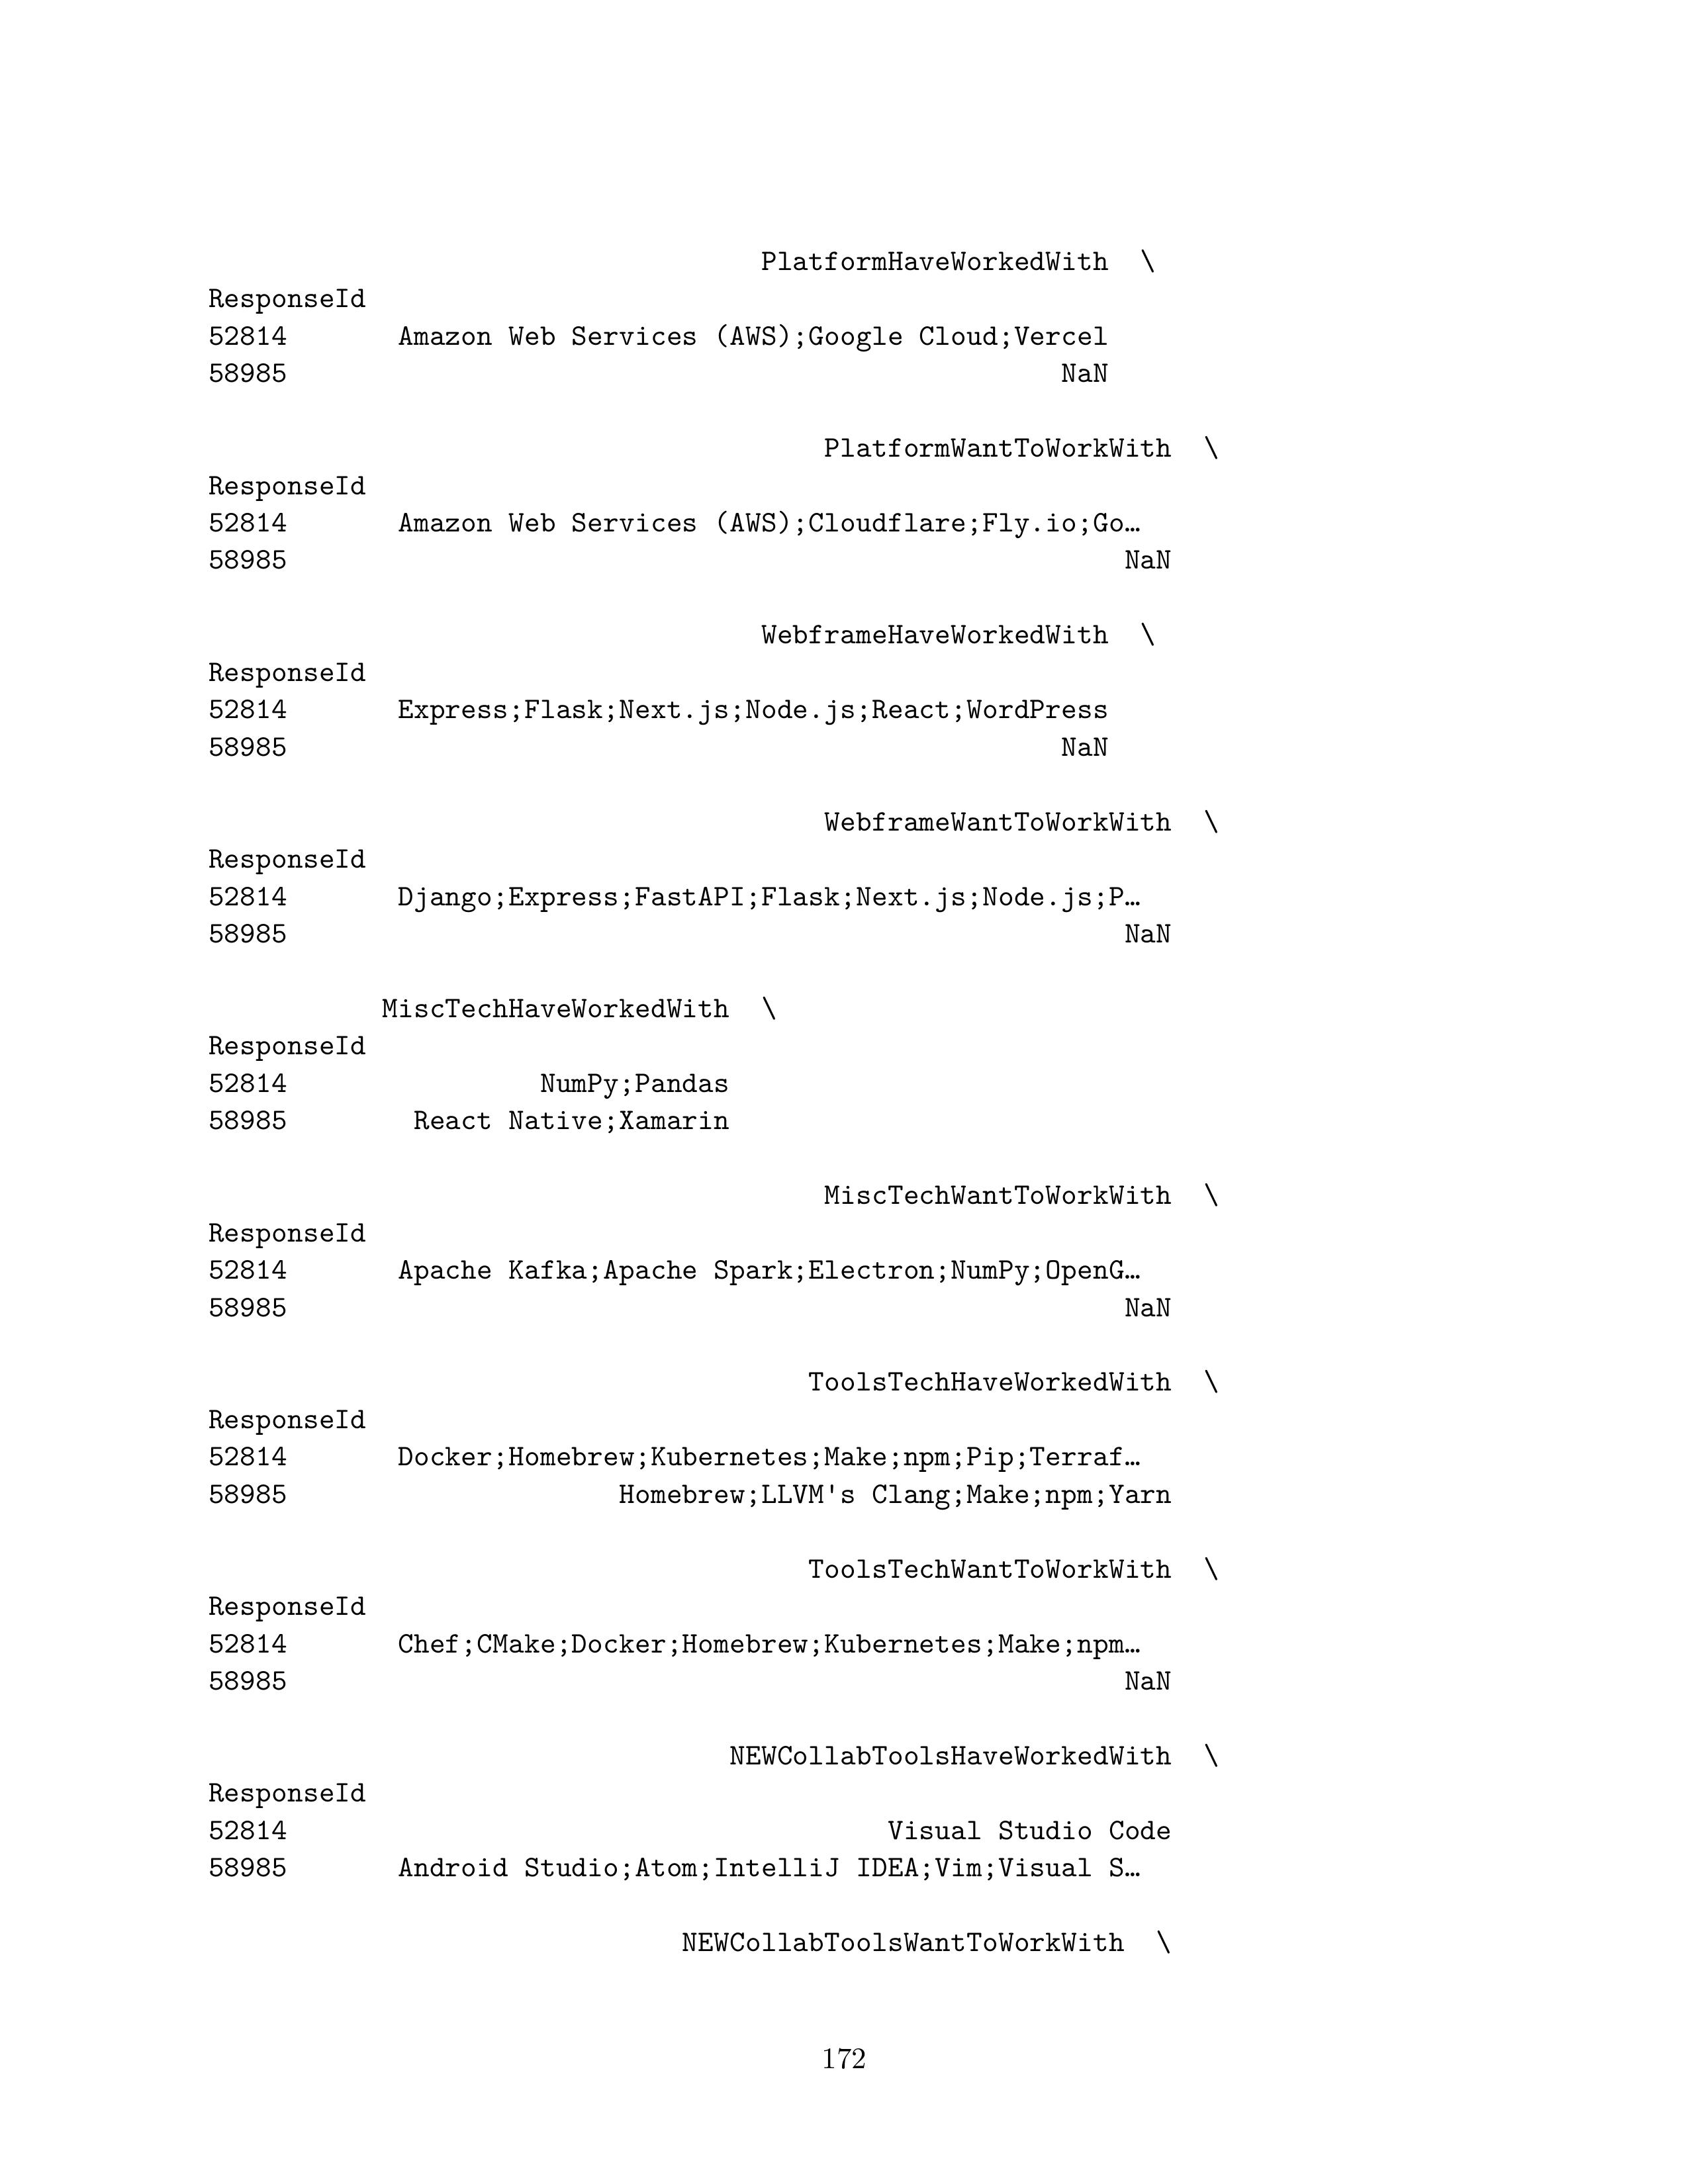 PlatformHaveWorkedWith \
ResponseId
52814 Amazon Web Services (AWS);Google Cloud;Vercel
58985 NaN
PlatformWantToWorkWith \
ResponseId
52814 Amazon Web Services (AWS);Cloudflare;Fly.io;Go…
58985 NaN
WebframeHaveWorkedWith \
ResponseId
52814 Express;Flask;Next.js;Node.js;React;WordPress
58985 NaN
WebframeWantToWorkWith \
ResponseId
52814 Django;Express;FastAPI;Flask;Next.js;Node.js;P…
58985 NaN
MiscTechHaveWorkedWith \
ResponseId
52814 NumPy;Pandas
58985 React Native;Xamarin
MiscTechWantToWorkWith \
ResponseId
52814 Apache Kafka;Apache Spark;Electron;NumPy;OpenG…
58985 NaN
ToolsTechHaveWorkedWith \
ResponseId
52814 Docker;Homebrew;Kubernetes;Make;npm;Pip;Terraf…
58985 Homebrew;LLVM's Clang;Make;npm;Yarn
ToolsTechWantToWorkWith \
ResponseId
52814 Chef;CMake;Docker;Homebrew;Kubernetes;Make;npm…
58985 NaN
NEWCollabToolsHaveWorkedWith \
ResponseId
52814 Visual Studio Code
58985 Android Studio;Atom;IntelliJ IDEA;Vim;Visual S…
NEWCollabToolsWantToWorkWith \
172